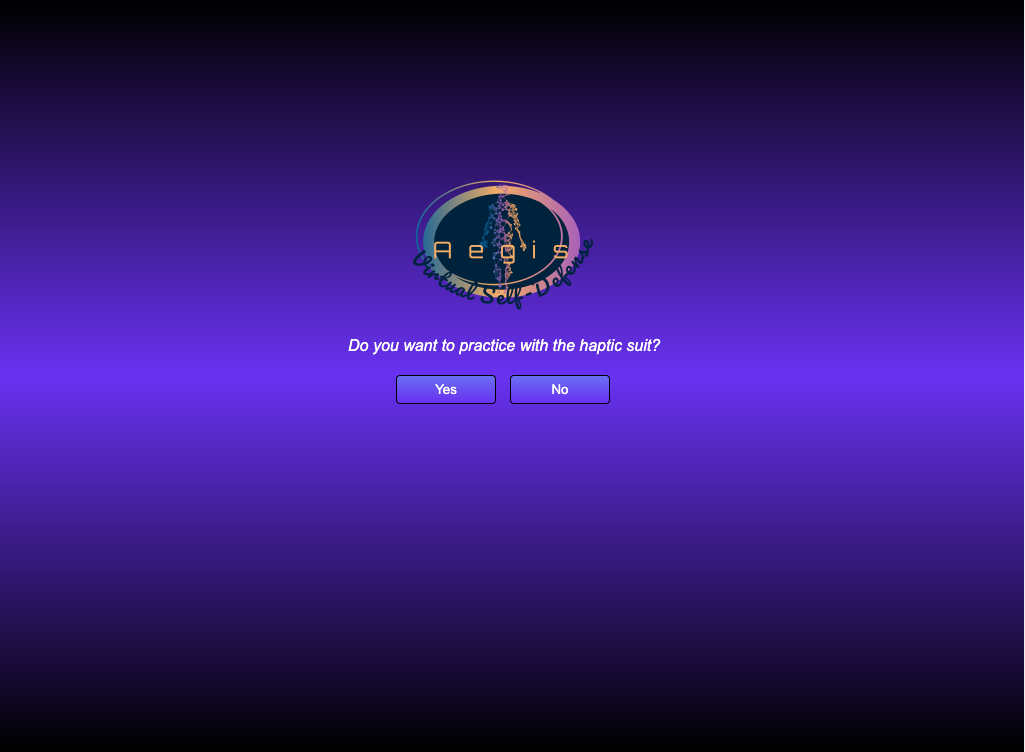 Aegis
Virtual Self-Defense
Do you want to practice with the haptic suit?
Yes
No